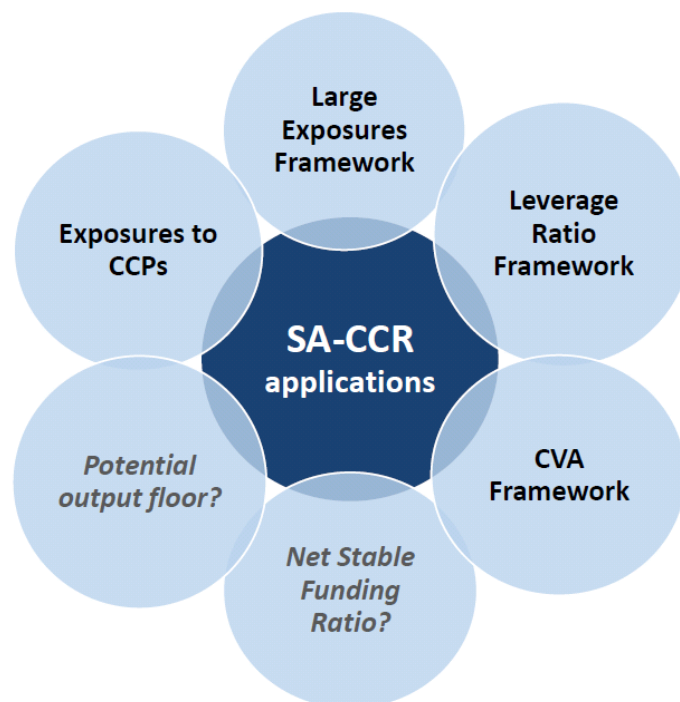 Large
Exposures
Framework
Leverage
Ratio
Framework
Exposures to
CCPs
SA-CCR
applications
CVA
Framework
Potential
output floor?
Net Stable
Funding
Ratio?